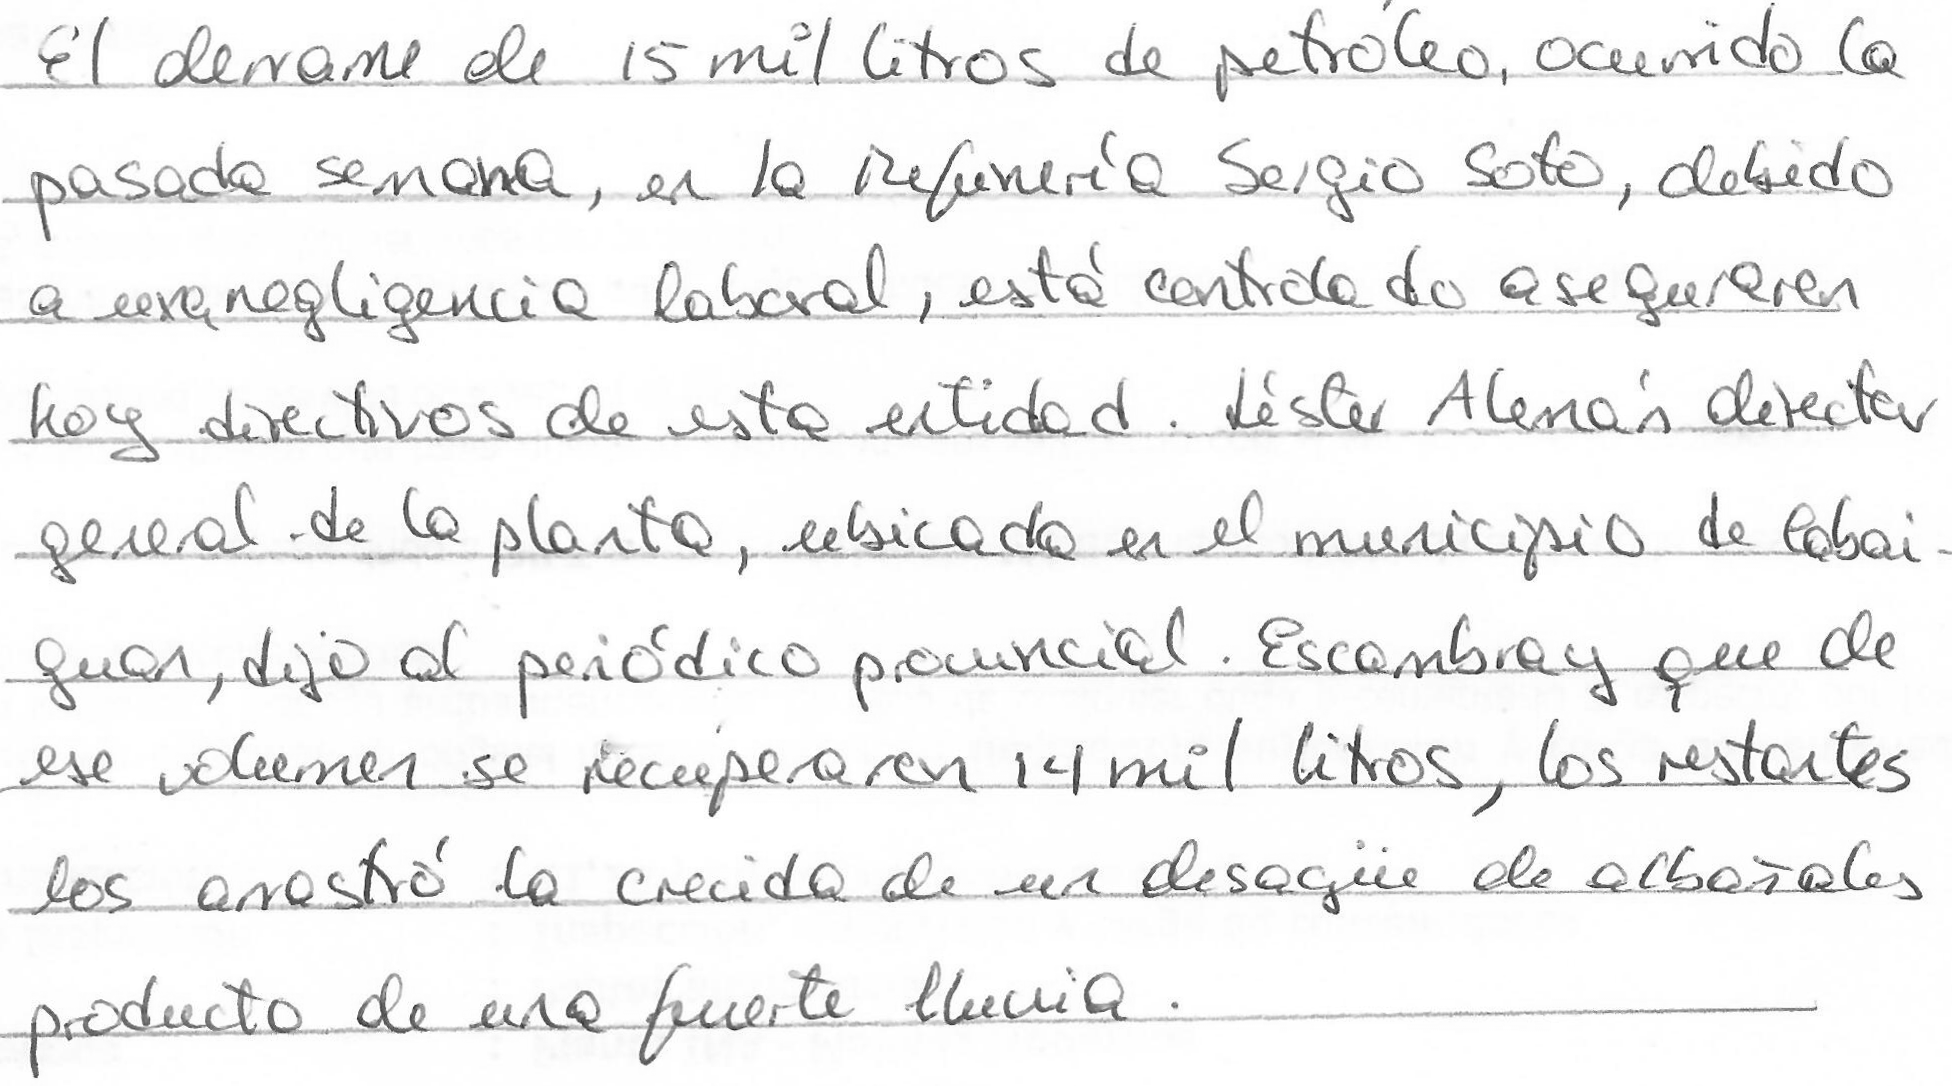 El derrame de 15 mil litros de petróleo, ocurrido la
pasada semana, en la Refinería Sergio Soto, debido
a una negligencia laboral, está controlado aseguraron
hoy directivos de esta entidad. Léster Alemán director
general de la planta, ubicada en el municipio de Cabai-
guan, dijo al periódico provincial. Escambray que de
ese volumen se recuperaron 14 mil litros, los restantes
los arrastró la crecida de un desagüe de albañales
producto de una fuerte lluvia.